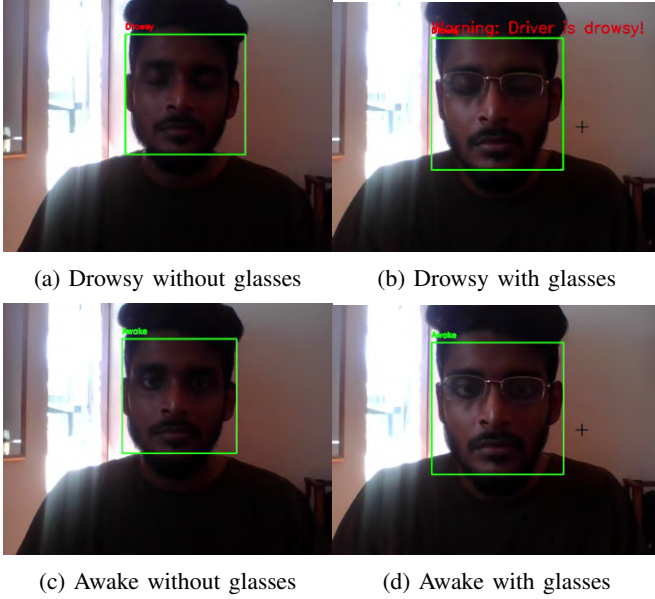 Drowsy
Warning: Driver is drowsy!
(a) Drowsy without glasses
(b) Drowsy with glasses
Awake
Awake
(c) Awake without glasses
(d) Awake with glasses